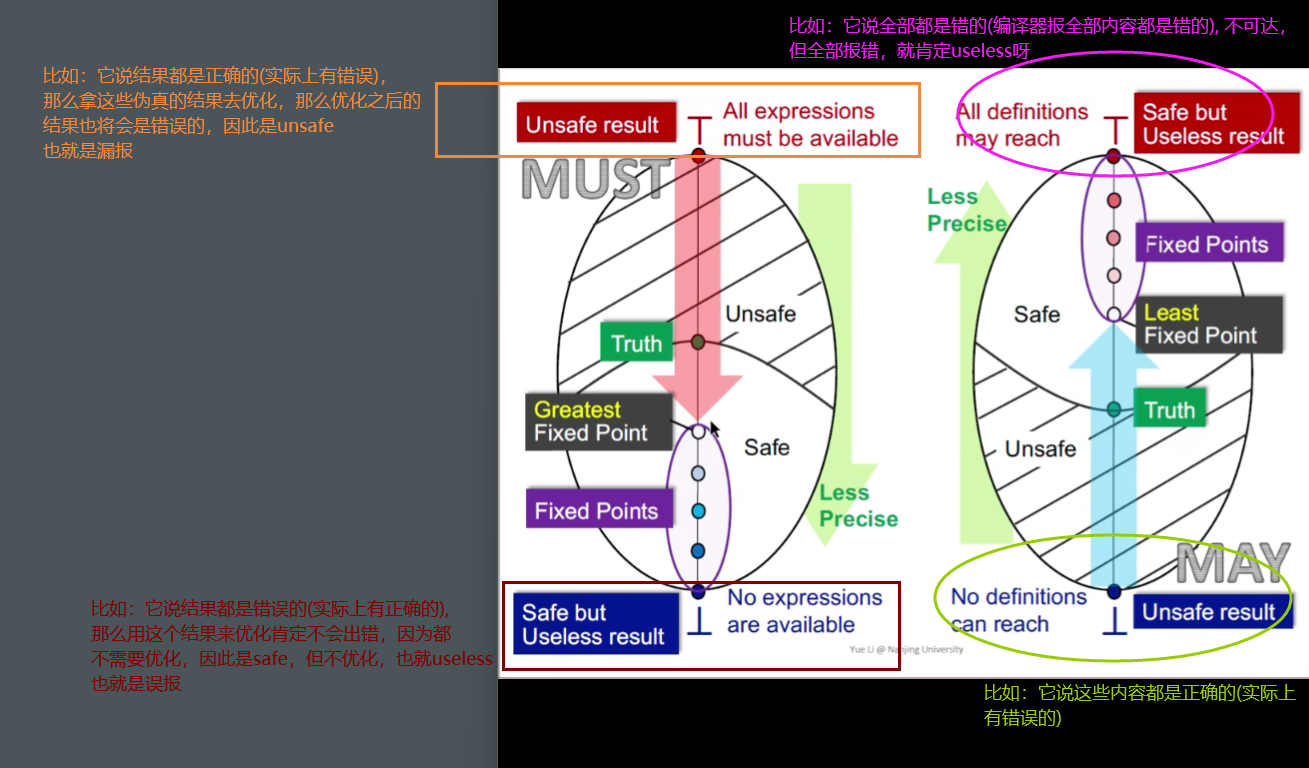 比如：它说全部都是错的(编译器报全部内容都是错的), 不可达，
但全部报错，就肯定useless呀
比如：它说结果都是正确的(实际上有错误)，
那么拿这些伪真的结果去优化，那么优化之后的
结果也将会是错误的，因此是unsafe
也就是漏报
Unsafe result
⊤
All expressions
must be available
MUST
Unsafe
Truth
Greatest
Fixed Point
Safe
Fixed Points
Less
Precise
Safe but
Useless result
⊥
No expressions
are available
All definitions
may reach
⊤
Safe but
Useless result
Less
Precise
Fixed Points
Safe
Least
Fixed Point
Truth
Unsafe
MAY
No definitions
can reach
⊥
Unsafe result
Yue Li @ Nanjing University
比如：它说结果都是错误的(实际上有正确的),
那么用这个结果来优化肯定不会出错，因为都
不需要优化，因此是safe，但不优化，也就useless
也就是误报
比如：它说这些内容都是正确的(实际上
有错误的)